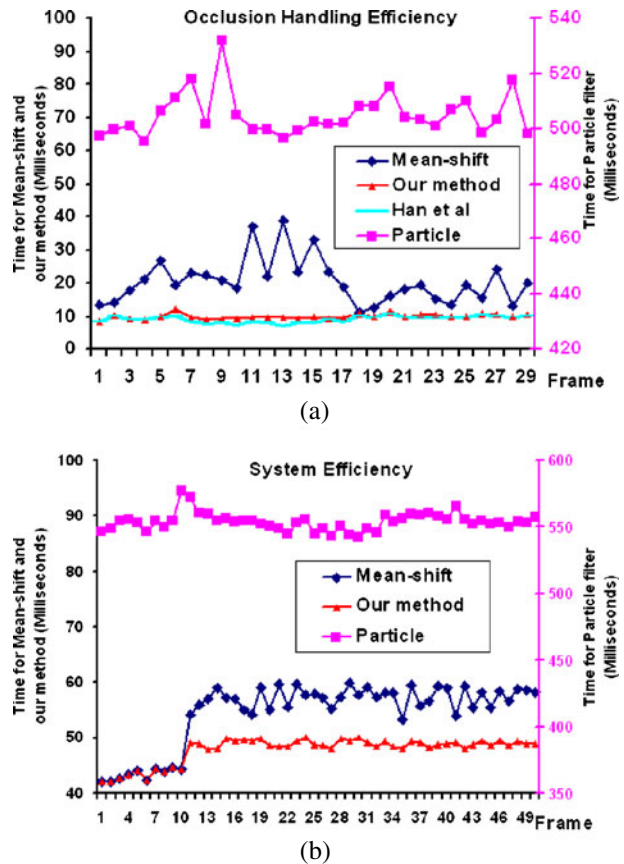 Occlusion Handling Efficiency
100
90
80
70
60
50
40
30
20
10
0
Time for Mean-shift and
our method (Milliseconds)
540
520
500
480
460
440
420
Time for Particle filter
(Milliseconds)
Mean-shift
Our method
Han et al
Particle
1 3 5 7 9 11 13 15 17 19 21 23 25 27 29 Frame
(a)
System Efficiency
100
90
80
70
60
50
40
Time for Mean-shift and
our method (Milliseconds)
600
550
500
450
400
350
Time for Particle filter
(Milliseconds)
Mean-shift
Our method
Particle
1 4 7 10 13 16 19 22 25 28 31 34 37 40 43 46 49 Frame
(b)